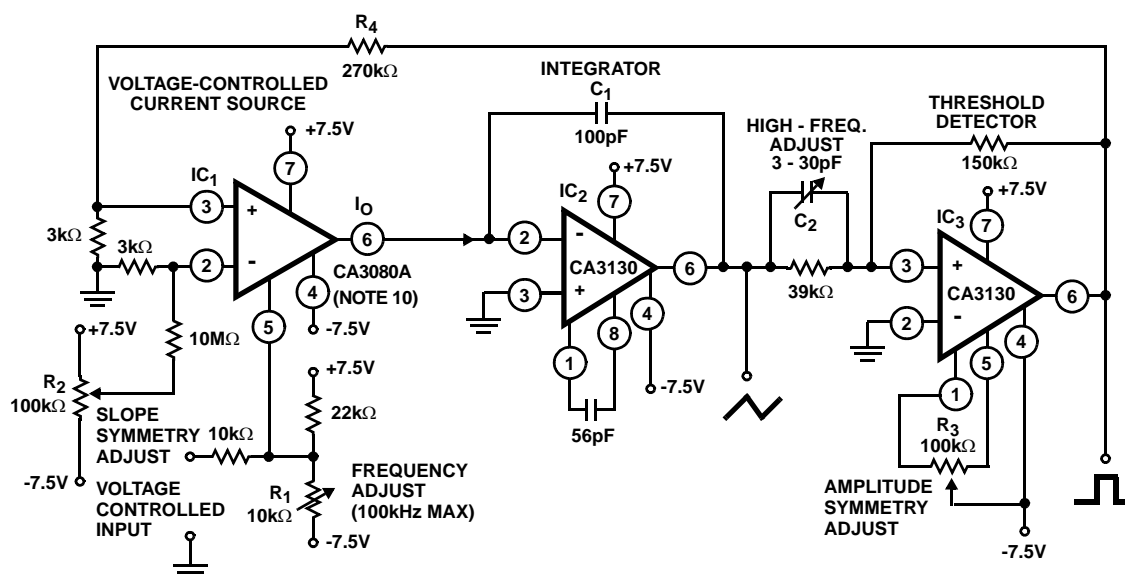 R4
270kΩ
VOLTAGE-CONTROLLED
CURRENT SOURCE
+7.5V
7
IC1
3
+
3kΩ
3kΩ
2
-
IO
6
CA3080A
(NOTE 10)
4
-7.5V
5
10MΩ
+7.5V
R2
100kΩ
-7.5V
SLOPE
SYMMETRY
ADJUST
10kΩ
VOLTAGE
CONTROLLED
INPUT
+7.5V
22kΩ
R1
10kΩ
FREQUENCY
ADJUST
(100kHz MAX)
-7.5V
INTEGRATOR
C1
100pF
+7.5V
IC2
7
2
-
CA3130
3
+
6
4
8
1
-7.5V
56pF
HIGH - FREQ.
ADJUST
3 - 30pF
C2
39kΩ
THRESHOLD
DETECTOR
150kΩ
+7.5V
IC3
7
3
+
CA3130
2
-
6
4
5
1
R3
100kΩ
AMPLITUDE
SYMMETRY
ADJUST
-7.5V